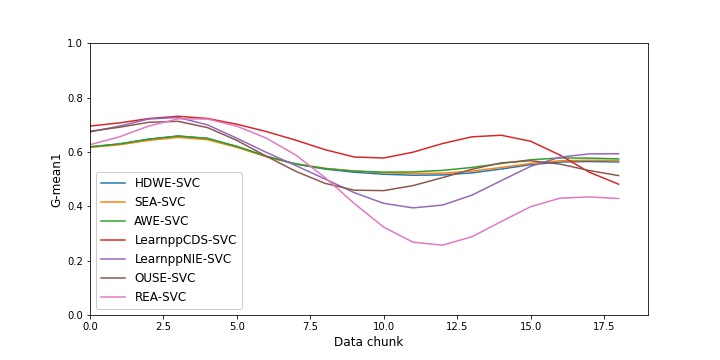 1.0
0.8
0.6
0.4
0.2
0.0
G-mean1
HDWE-SVC
SEA-SVC
AWE-SVC
LearnppCDS-SVC
LearnppNIE-SVC
OUSE-SVC
REA-SVC
0.0 2.5 5.0 7.5 10.0 12.5 15.0 17.5
Data chunk